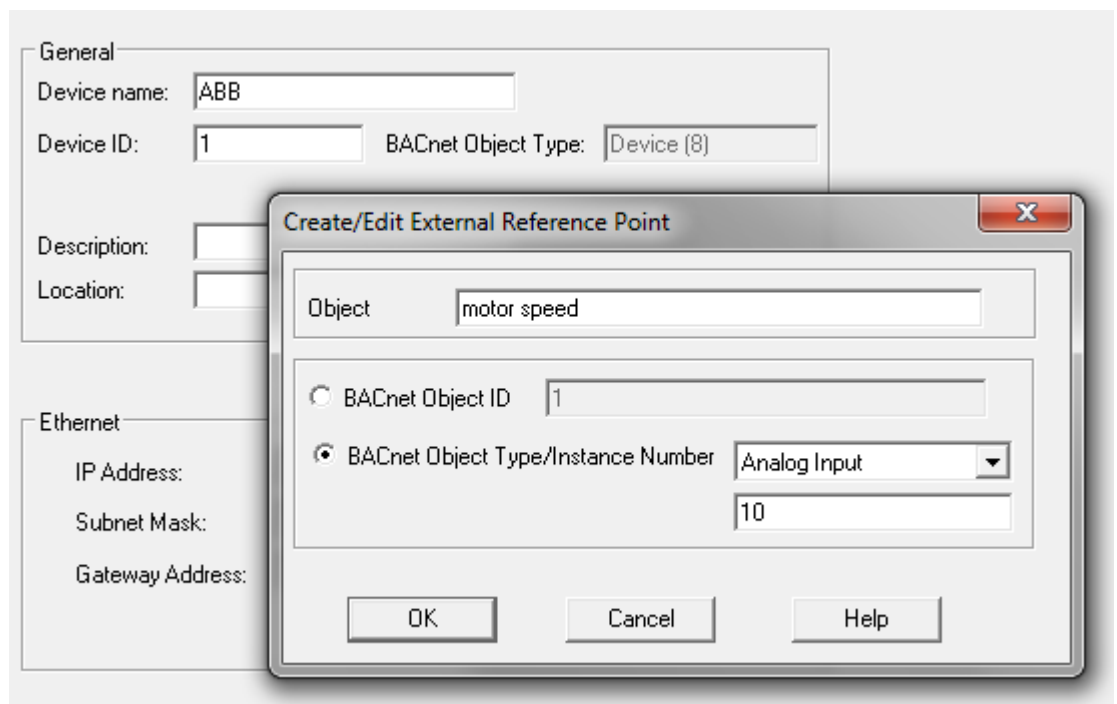 General
Device name: ABB
Device ID: 1 BACnet Object Type: Device (8)
Description:
Location:
Ethernet
IP Address:
Subnet Mask:
Gateway Address:
Create/Edit External Reference Point
Object motor speed
BACnet Object ID 1
BACnet Object Type/Instance Number Analog Input
10
OK Cancel Help